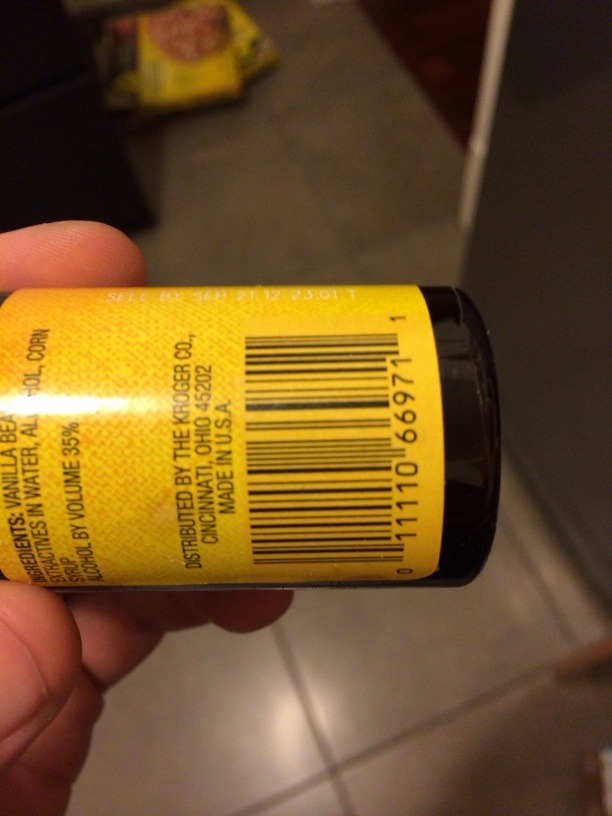 SELL BY SEP 21 12 23:01 T
INGREDIENTS: VANILLA BEA
EXTRACTIVES IN WATER, ALCOHOL, CORN
SYRUP
ALCOHOL BY VOLUME 35%
DISTRIBUTED BY THE KROGER CO.,
CINCINNATI, OHIO 45202
MADE IN U.S.A.
0 11110 66971 1